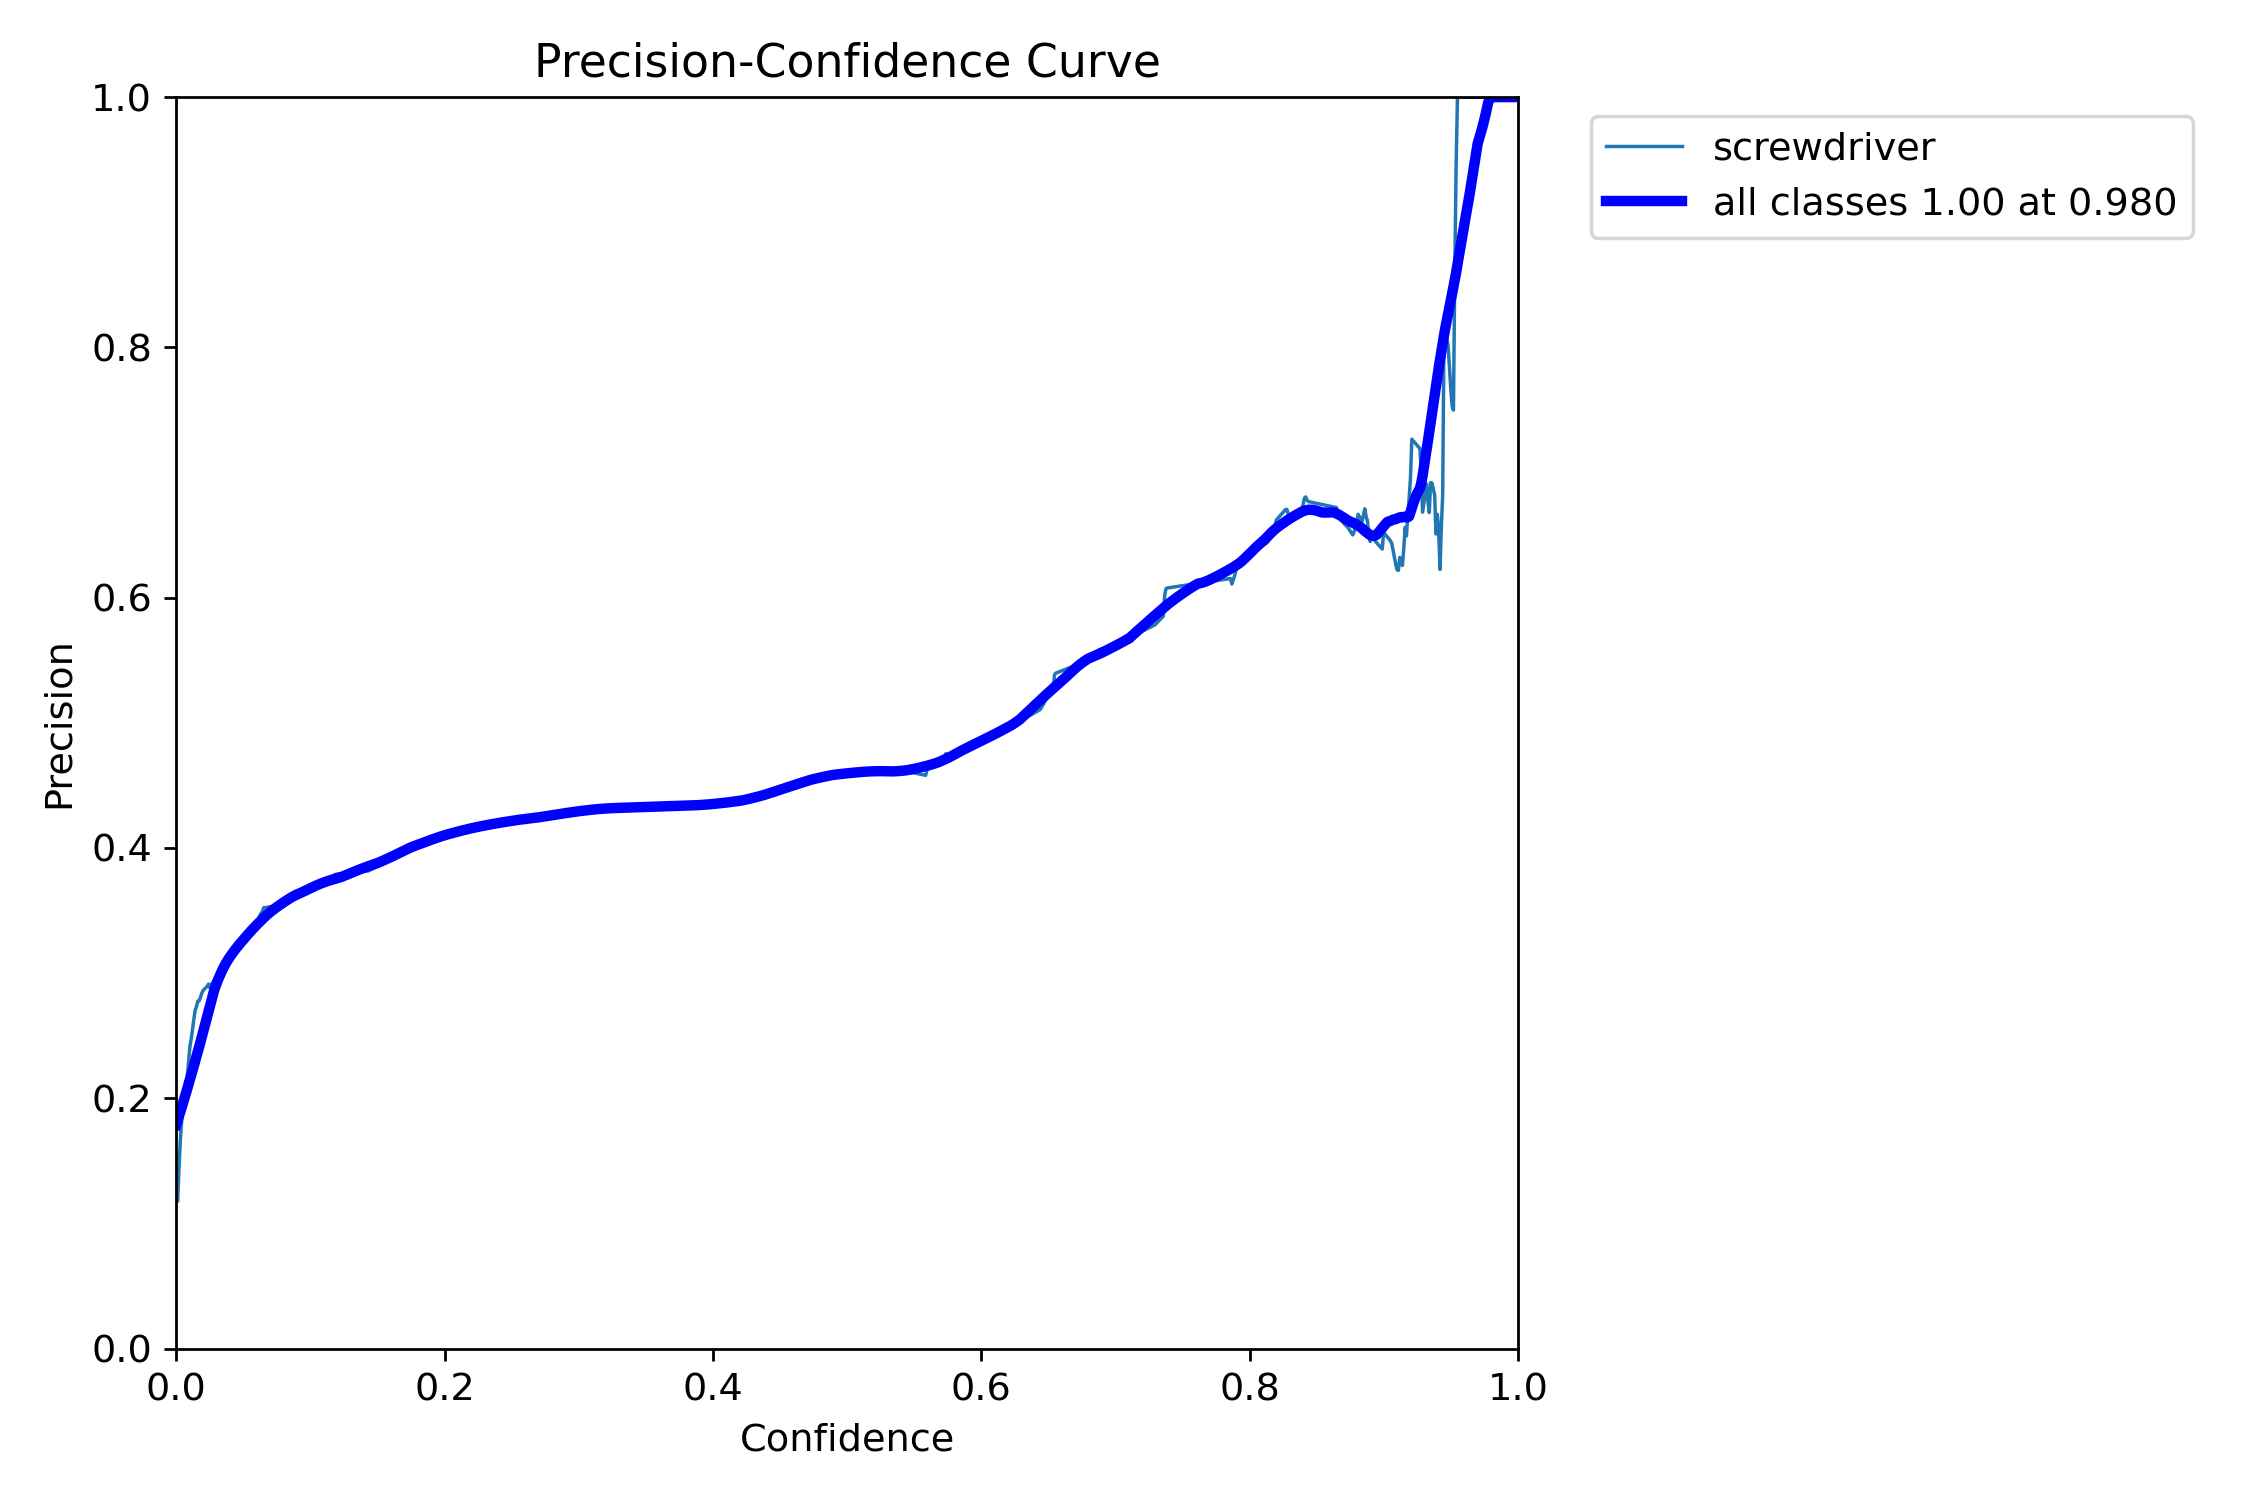 Precision-Confidence Curve
screwdriver
all classes 1.00 at 0.980
Precision
1.0
0.8
0.6
0.4
0.2
0.0
0.0 0.2 0.4 0.6 0.8 1.0
Confidence